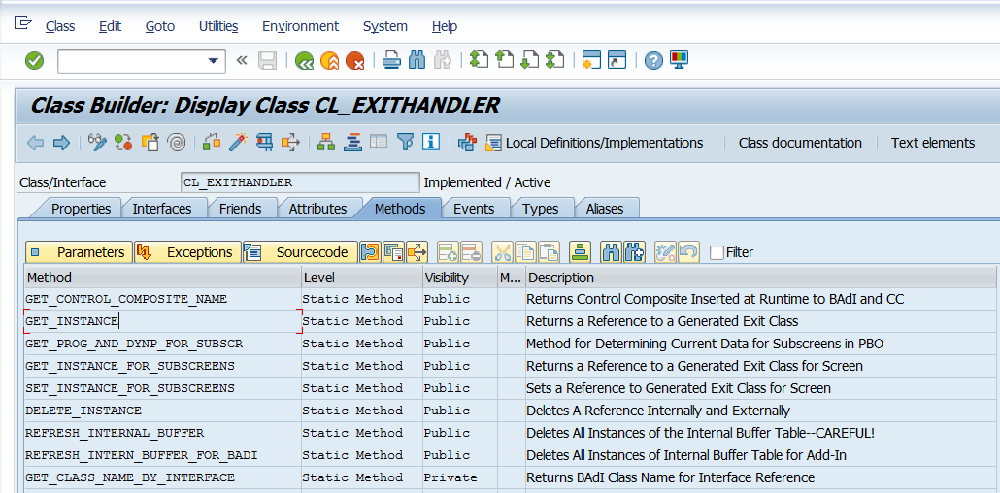 Class Edit Goto Utilities Environment System Help
Class Builder: Display Class CL_EXITHANDLER
Local Definitions/Implementations Class documentation Text elements
Class/Interface CL_EXITHANDLER Implemented / Active
Properties Interfaces Friends Attributes Methods Events Types Aliases
Parameters Exceptions Sourcecode Filter
Method Level Visibility M... Description
GET_CONTROL_COMPOSITE_NAME Static Method Public Returns Control Composite Inserted at Runtime to BAdI and CC
GET_INSTANCE Static Method Public Returns a Reference to a Generated Exit Class
GET_PROG_AND_DYNP_FOR_SUBSCR Static Method Public Method for Determining Current Data for Subscreens in PBO
GET_INSTANCE_FOR_SUBSCREENS Static Method Public Returns a Reference to a Generated Exit Class for Screen
SET_INSTANCE_FOR_SUBSCREENS Static Method Public Sets a Reference to Generated Exit Class for Screen
DELETE_INSTANCE Static Method Public Deletes A Reference Internally and Externally
REFRESH_INTERNAL_BUFFER Static Method Public Deletes All Instances of the Internal Buffer Table--CAREFUL!
REFRESH_INTERN_BUFFER_FOR_BADI Static Method Public Deletes All Instances of Internal Buffer Table for Add-In
GET_CLASS_NAME_BY_INTERFACE Static Method Private Returns BAdI Class Name for Interface Reference